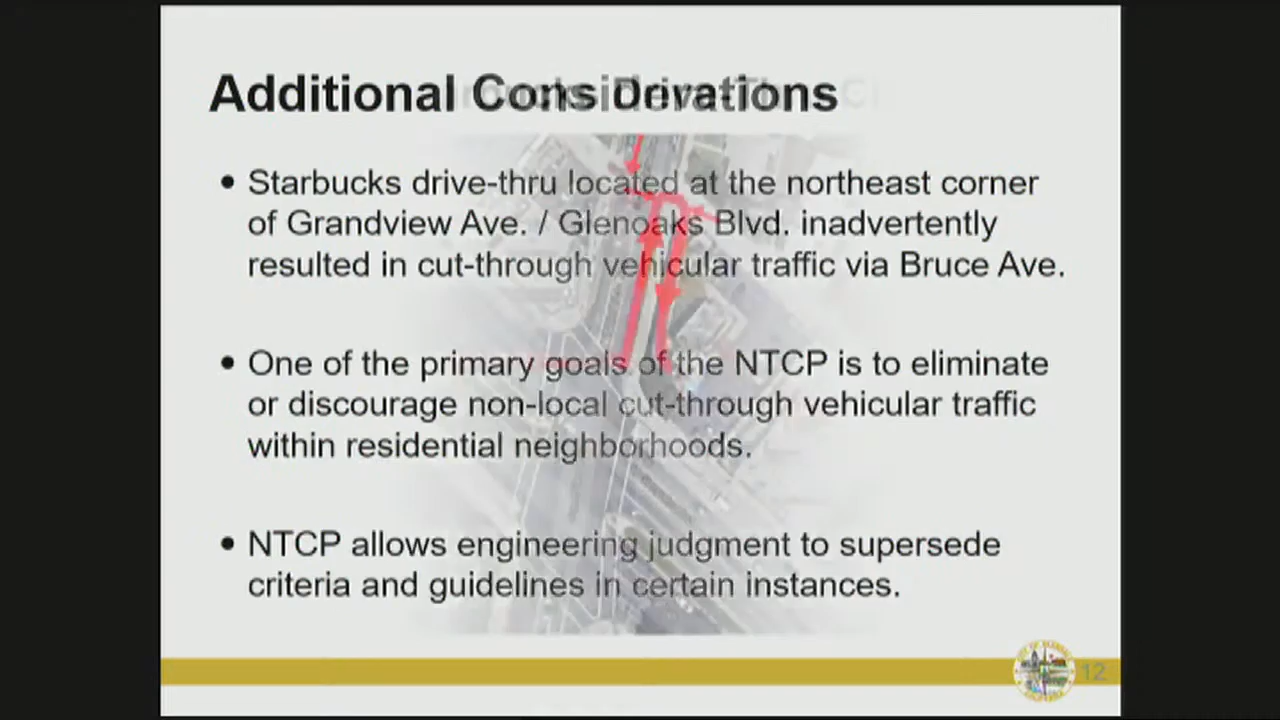 Additional Considerations
• Starbucks drive-thru located at the northeast corner
of Grandview Ave. / Glenoaks Blvd. inadvertently
resulted in cut-through vehicular traffic via Bruce Ave.
• One of the primary goals of the NTCP is to eliminate
or discourage non-local cut-through vehicular traffic
within residential neighborhoods.
• NTCP allows engineering judgment to supersede
criteria and guidelines in certain instances.
12